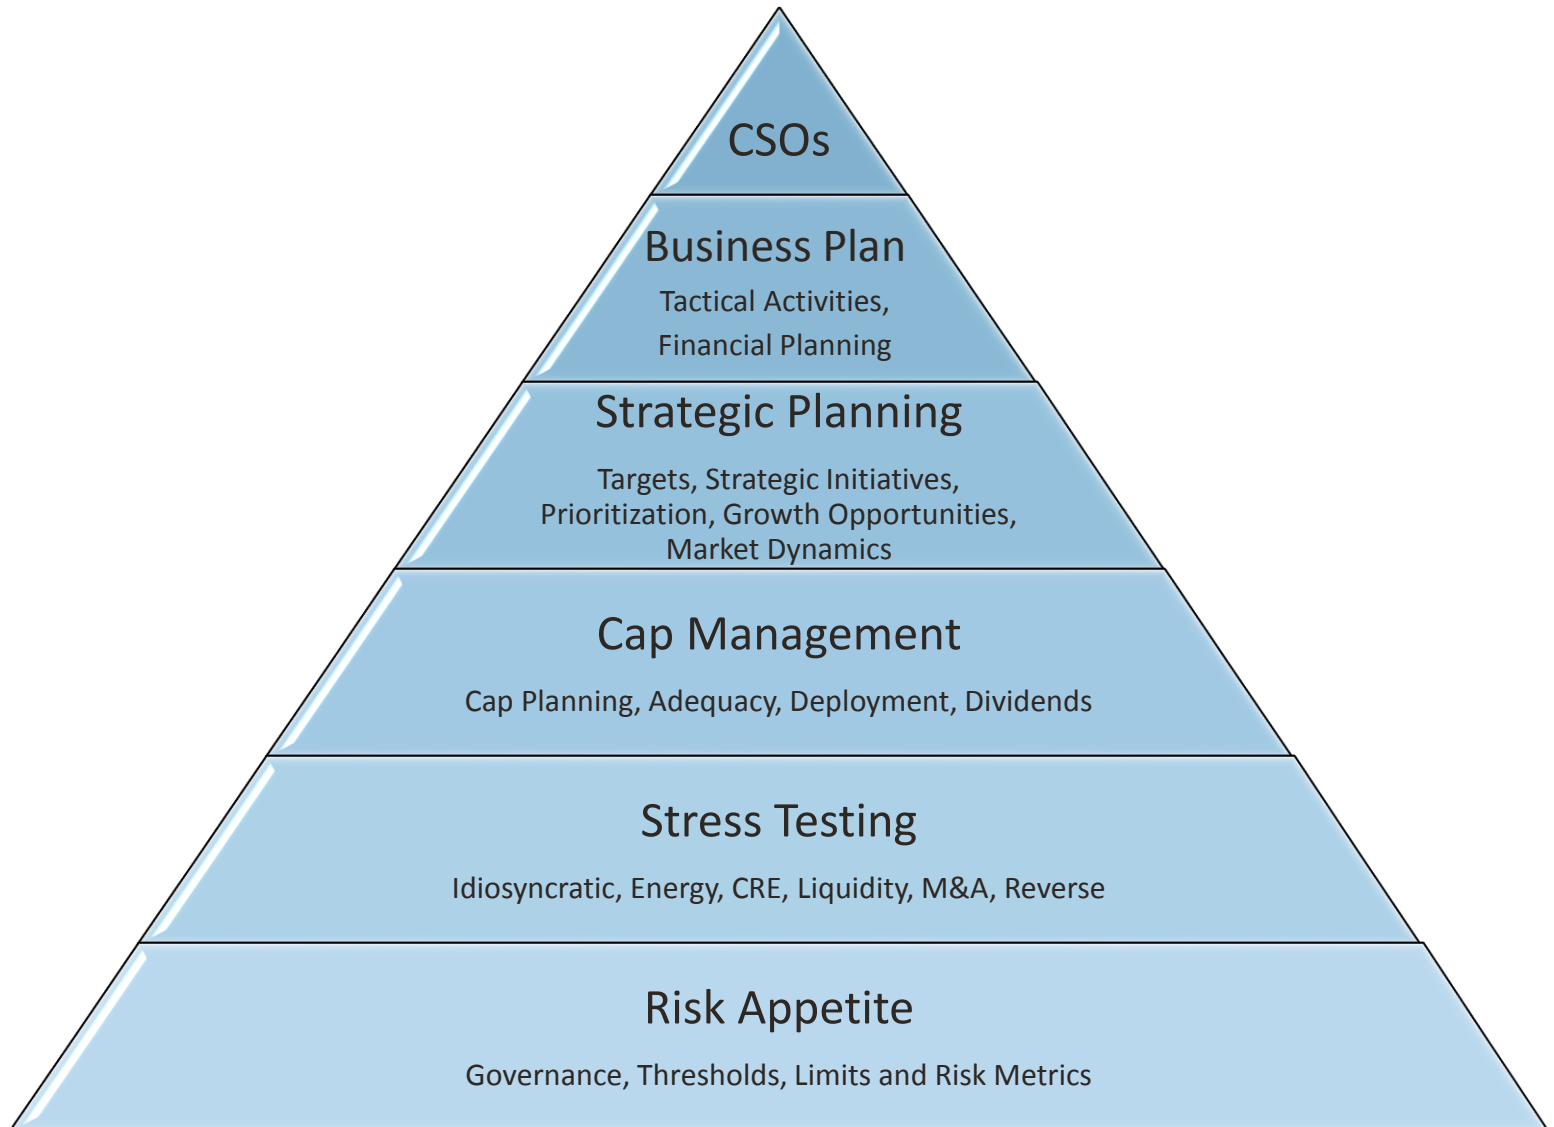 CSOs
Business Plan
Tactical Activities,
Financial Planning
Strategic Planning
Targets, Strategic Initiatives,
Prioritization, Growth Opportunities,
Market Dynamics
Cap Management
Cap Planning, Adequacy, Deployment, Dividends
Stress Testing
Idiosyncratic, Energy, CRE, Liquidity, M&A, Reverse
Risk Appetite
Governance, Thresholds, Limits and Risk Metrics